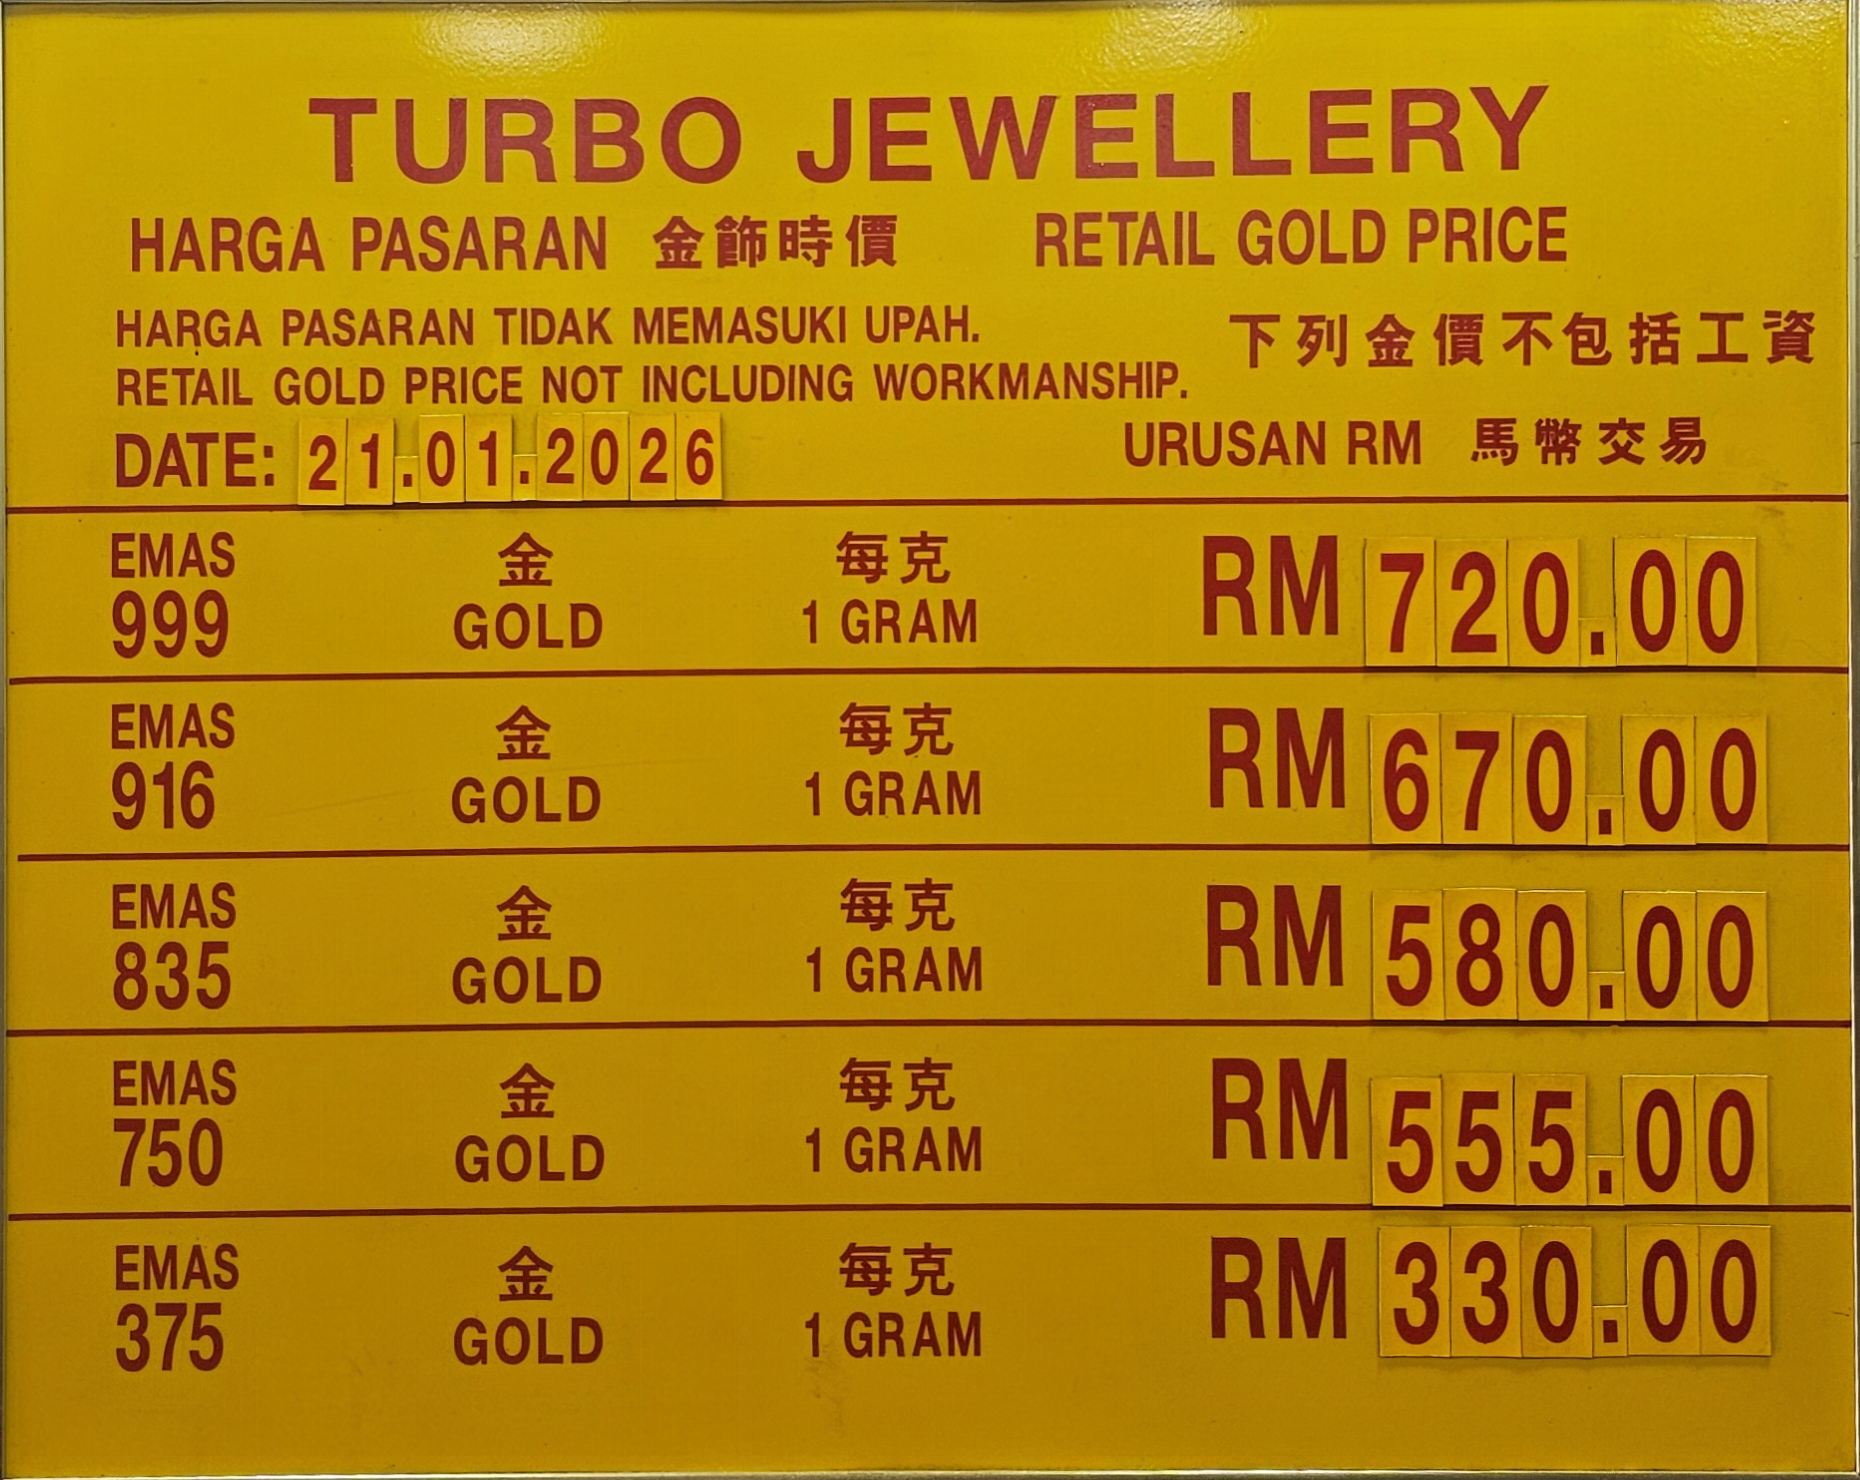 TURBO JEWELLERY
HARGA PASARAN 金飾時價 RETAIL GOLD PRICE
HARGA PASARAN TIDAK MEMASUKI UPAH.
下列金價不包括工資
RETAIL GOLD PRICE NOT INCLUDING WORKMANSHIP.
DATE: 21.01.2026 URUSAN RM 馬幣交易
EMAS 金 每克
999 GOLD 1 GRAM RM 720.00
EMAS 金 每克
916 GOLD 1 GRAM RM 670.00
EMAS 金 每克
835 GOLD 1 GRAM RM 580.00
EMAS 金 每克
750 GOLD 1 GRAM RM 555.00
EMAS 金 每克
375 GOLD 1 GRAM RM 330.00